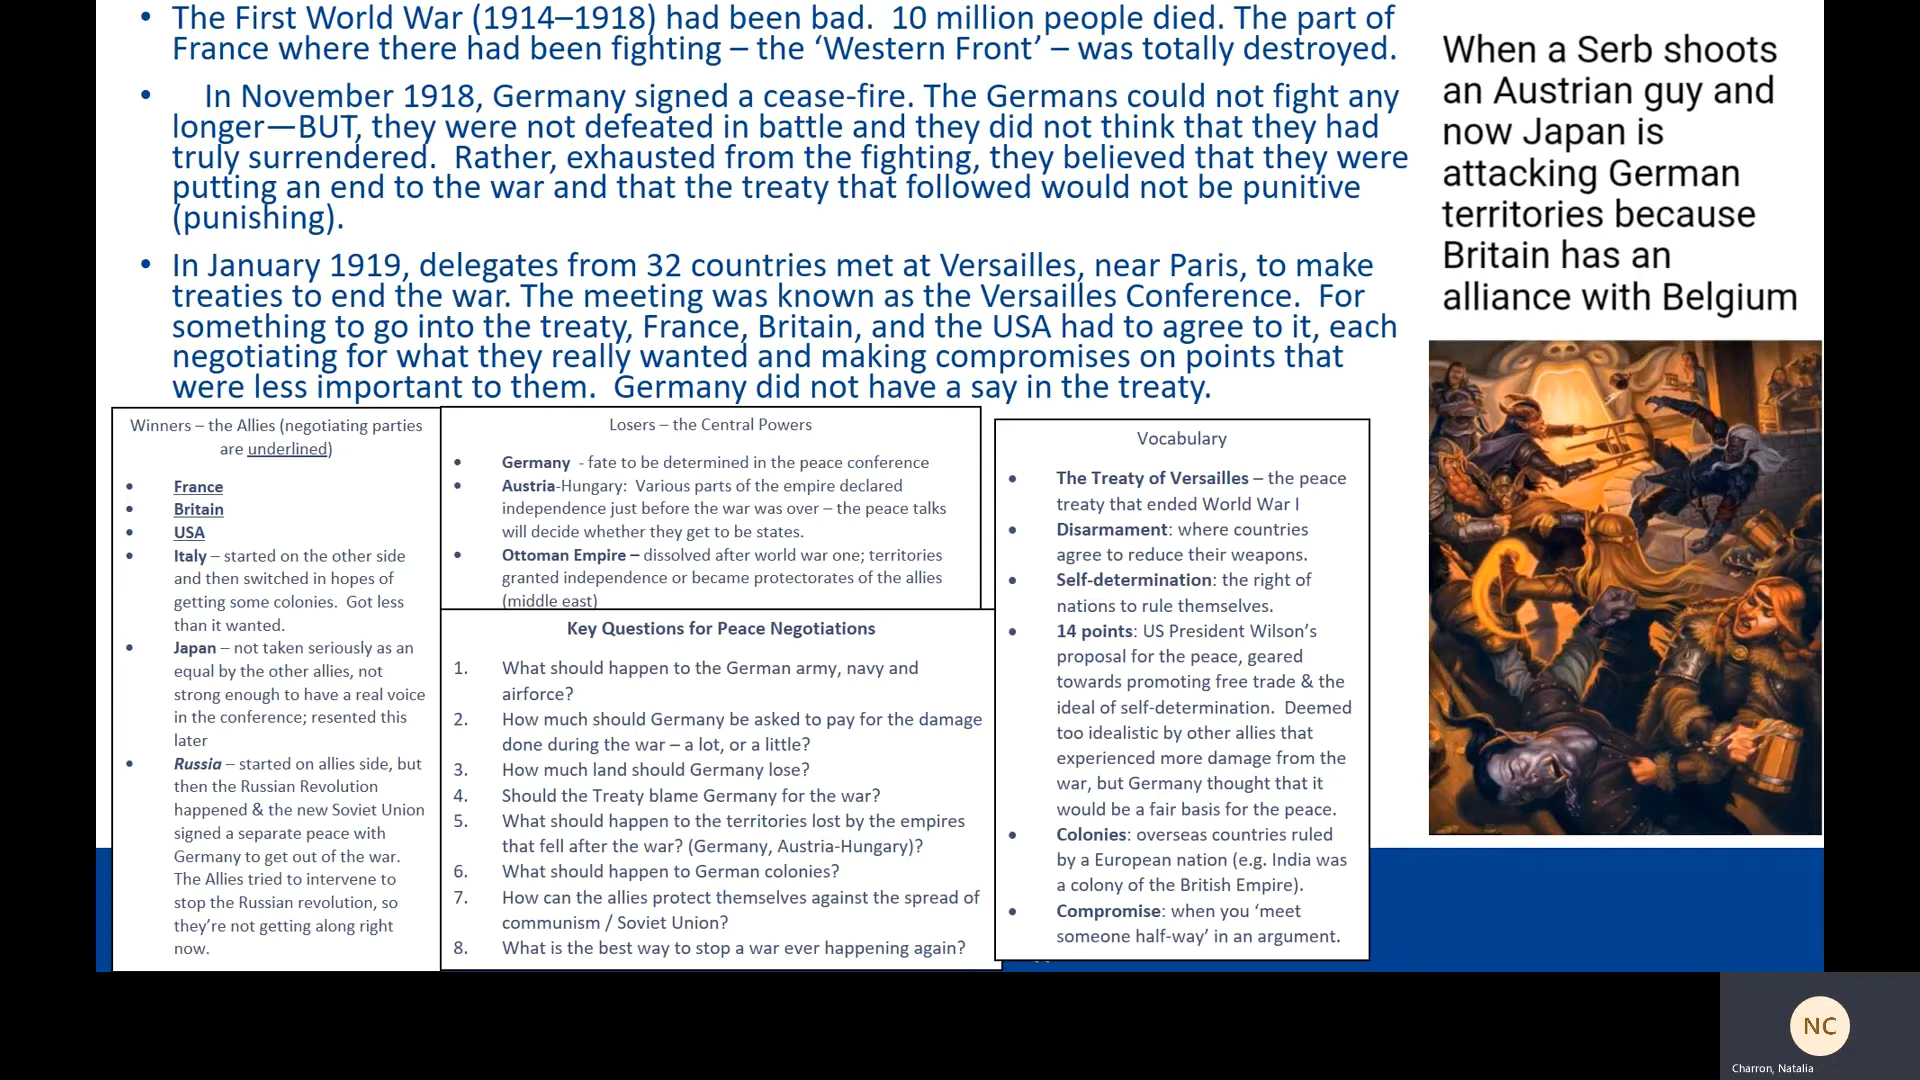 • The First World War (1914–1918) had been bad.  10 million people died. The part of
France where there had been fighting – the ‘Western Front’ – was totally destroyed.
• In November 1918, Germany signed a cease-fire. The Germans could not fight any
longer—BUT, they were not defeated in battle and they did not think that they had
truly surrendered.  Rather, exhausted from the fighting, they believed that they were
putting an end to the war and that the treaty that followed would not be punitive
(punishing).
• In January 1919, delegates from 32 countries met at Versailles, near Paris, to make
treaties to end the war. The meeting was known as the Versailles Conference.  For
something to go into the treaty, France, Britain, and the USA had to agree to it, each
negotiating for what they really wanted and making compromises on points that
were less important to them.  Germany did not have a say in the treaty.
When a Serb shoots
an Austrian guy and
now Japan is
attacking German
territories because
Britain has an
alliance with Belgium
Winners – the Allies (negotiating parties
are underlined)
• France
• Britain
• USA
• Italy – started on the other side
and then switched in hopes of
getting some colonies.  Got less
than it wanted.
• Japan – not taken seriously as an
equal by the other allies, not
strong enough to have a real voice
in the conference; resented this
later
• Russia – started on allies side, but
then the Russian Revolution
happened & the new Soviet Union
signed a separate peace with
Germany to get out of the war.
The Allies tried to intervene to
stop the Russian revolution, so
they’re not getting along right
now.
Losers – the Central Powers
• Germany  - fate to be determined in the peace conference
• Austria-Hungary:  Various parts of the empire declared
independence just before the war was over – the peace talks
will decide whether they get to be states.
• Ottoman Empire – dissolved after world war one; territories
granted independence or became protectorates of the allies
(middle east)
Key Questions for Peace Negotiations
1. What should happen to the German army, navy and
airforce?
2. How much should Germany be asked to pay for the damage
done during the war – a lot, or a little?
3. How much land should Germany lose?
4. Should the Treaty blame Germany for the war?
5. What should happen to the territories lost by the empires
that fell after the war? (Germany, Austria-Hungary)?
6. What should happen to German colonies?
7. How can the allies protect themselves against the spread of
communism / Soviet Union?
8. What is the best way to stop a war ever happening again?
Vocabulary
• The Treaty of Versailles – the peace
treaty that ended World War I
• Disarmament: where countries
agree to reduce their weapons.
• Self-determination: the right of
nations to rule themselves.
• 14 points: US President Wilson’s
proposal for the peace, geared
towards promoting free trade & the
ideal of self-determination.  Deemed
too idealistic by other allies that
experienced more damage from the
war, but Germany thought that it
would be a fair basis for the peace.
• Colonies: overseas countries ruled
by a European nation (e.g. India was
a colony of the British Empire).
• Compromise: when you ‘meet
someone half-way’ in an argument.
NC
Charron, Natalia